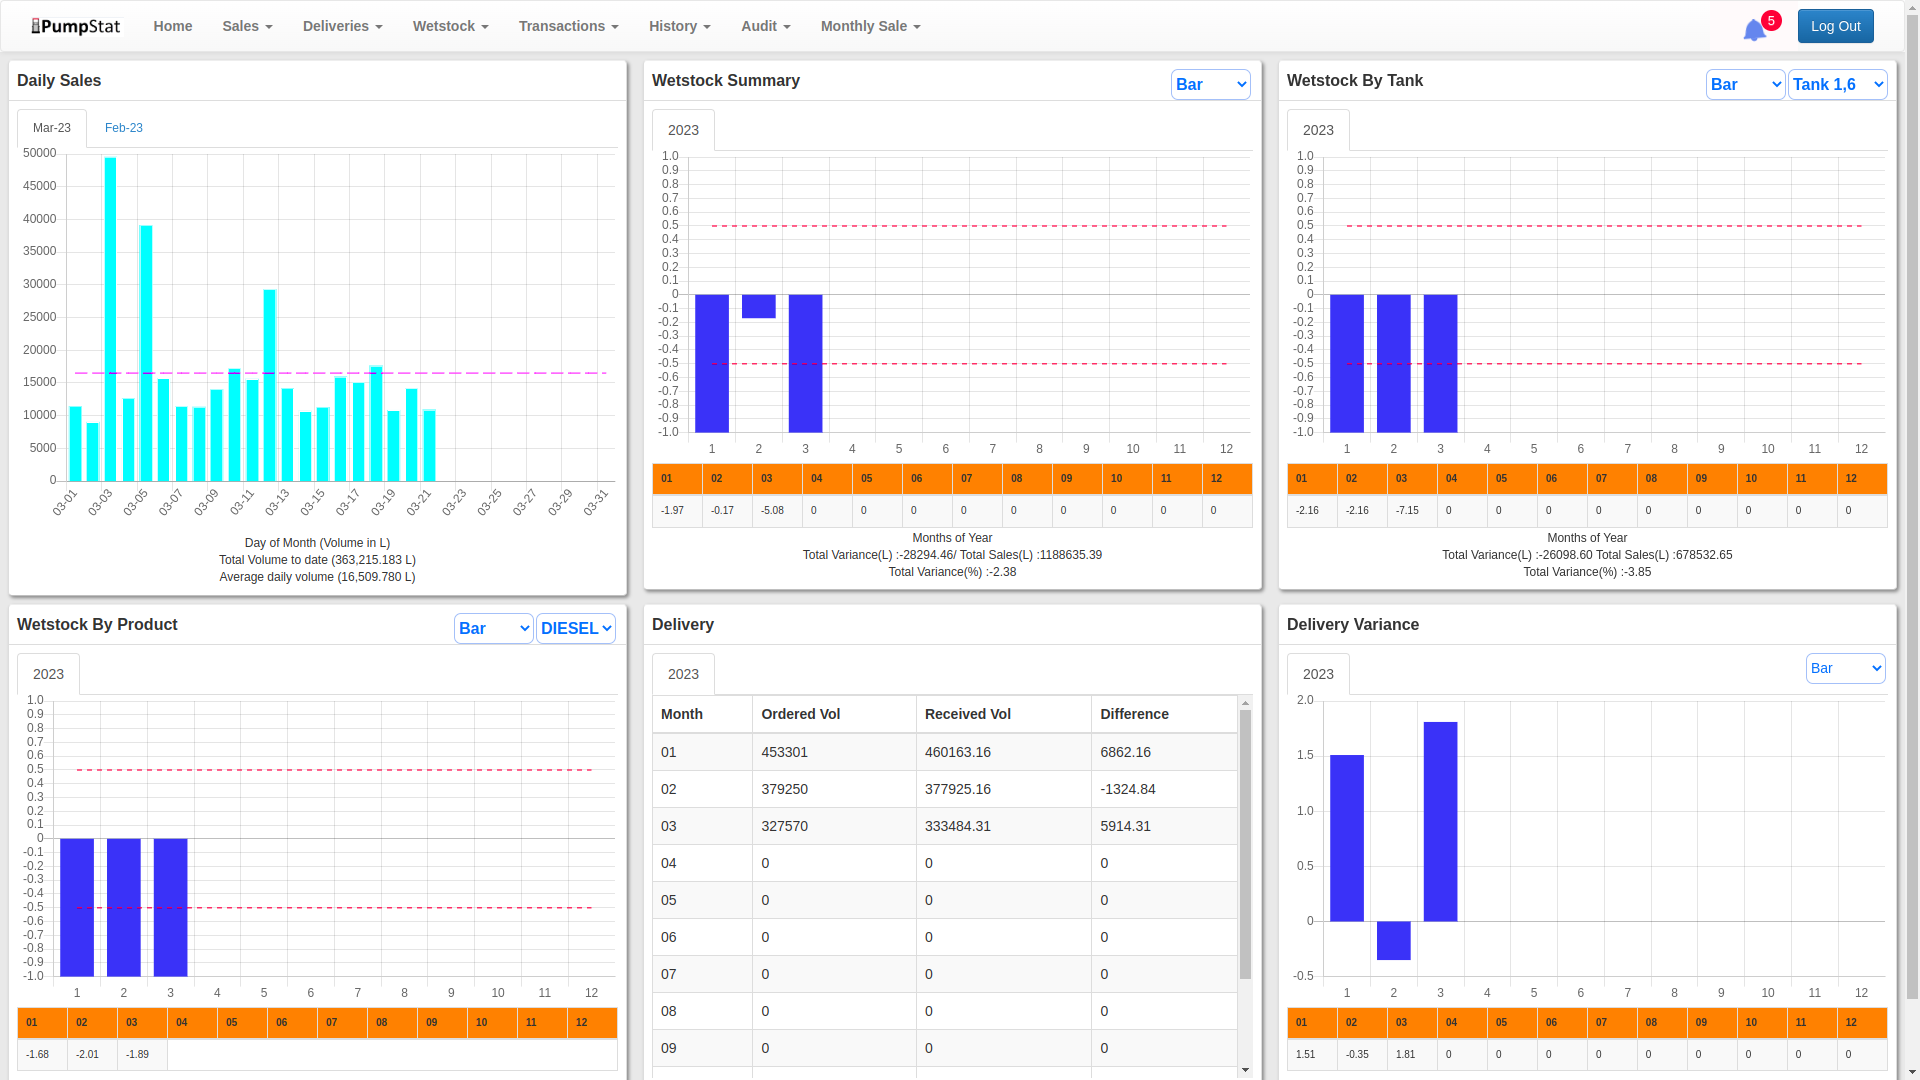 PumpStat Home Sales Deliveries Wetstock Transactions History Audit Monthly Sale 5 Log Out
Daily Sales
Mar-23 Feb-23
50000
45000
40000
35000
30000
25000
20000
15000
10000
5000
0
03-01 03-03 03-05 03-07 03-09 03-11 03-13 03-15 03-17 03-19 03-21 03-23 03-25 03-27 03-29 03-31
Day of Month (Volume in L)
Total Volume to date (363,215.183 L)
Average daily volume (16,509.780 L)
Wetstock Summary Bar
2023
1.0
0.9
0.8
0.7
0.6
0.5
0.4
0.3
0.2
0.1
0
-0.1
-0.2
-0.3
-0.4
-0.5
-0.6
-0.7
-0.8
-0.9
-1.0
1 2 3 4 5 6 7 8 9 10 11 12
01 02 03 04 05 06 07 08 09 10 11 12
-1.97 -0.17 -5.08 0 0 0 0 0 0 0 0 0
Months of Year
Total Variance(L) :-28294.46/ Total Sales(L) :1188635.39
Total Variance(%) :-2.38
Wetstock By Tank Bar Tank 1,6
2023
1.0
0.9
0.8
0.7
0.6
0.5
0.4
0.3
0.2
0.1
0
-0.1
-0.2
-0.3
-0.4
-0.5
-0.6
-0.7
-0.8
-0.9
-1.0
1 2 3 4 5 6 7 8 9 10 11 12
01 02 03 04 05 06 07 08 09 10 11 12
-2.16 -2.16 -7.15 0 0 0 0 0 0 0 0 0
Months of Year
Total Variance(L) :-26098.60 Total Sales(L) :678532.65
Total Variance(%) :-3.85
Wetstock By Product Bar DIESEL
2023
1.0
0.9
0.8
0.7
0.6
0.5
0.4
0.3
0.2
0.1
0
-0.1
-0.2
-0.3
-0.4
-0.5
-0.6
-0.7
-0.8
-0.9
-1.0
1 2 3 4 5 6 7 8 9 10 11 12
01 02 03 04 05 06 07 08 09 10 11 12
-1.68 -2.01 -1.89
Delivery
2023
Month Ordered Vol Received Vol Difference
01 453301 460163.16 6862.16
02 379250 377925.16 -1324.84
03 327570 333484.31 5914.31
04 0 0 0
05 0 0 0
06 0 0 0
07 0 0 0
08 0 0 0
09 0 0 0
Delivery Variance
2023 Bar
2.0
1.5
1.0
0.5
0
-0.5
1 2 3 4 5 6 7 8 9 10 11 12
01 02 03 04 05 06 07 08 09 10 11 12
1.51 -0.35 1.81 0 0 0 0 0 0 0 0 0